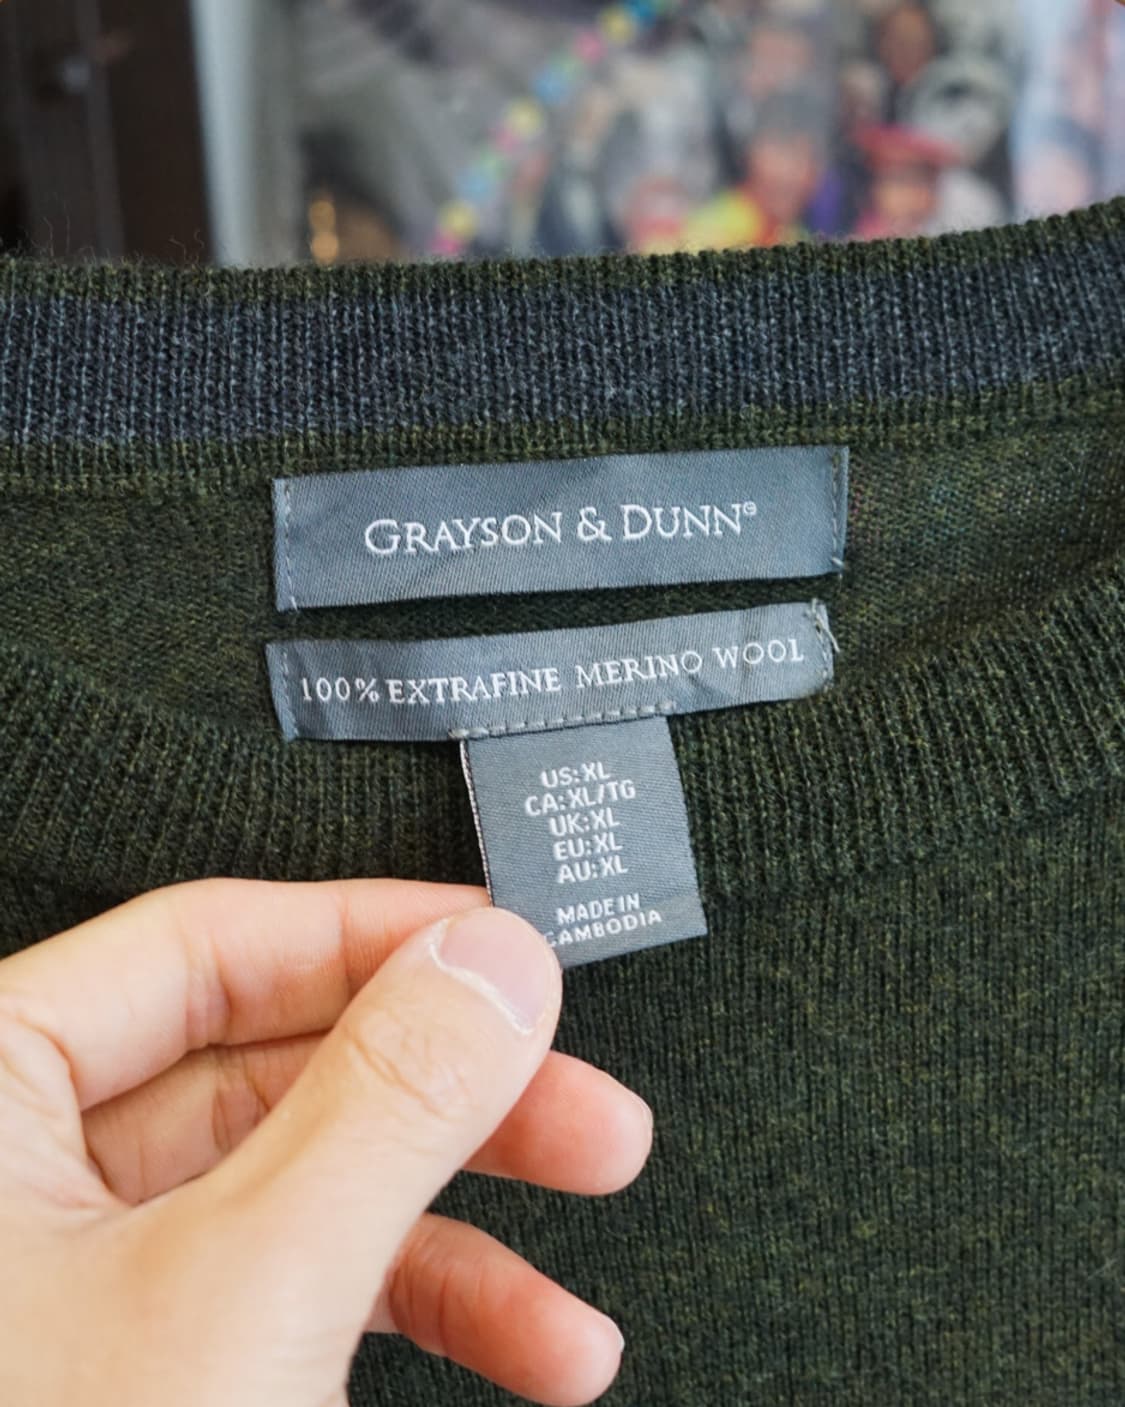 GRAYSON & DUNN®
100% EXTRAFINE MERINO WOOL
US: XL
CA: XL/TG
UK: XL
EU: XL
AU: XL
MADE IN
CAMBODIA